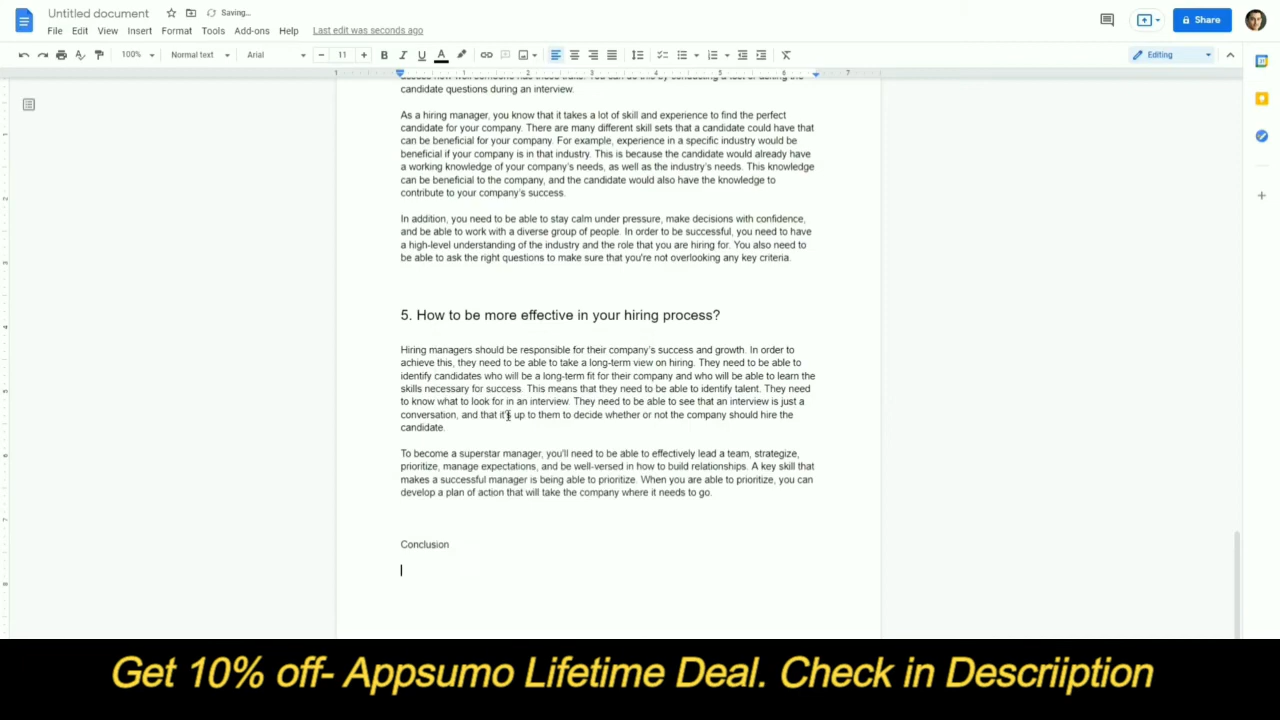 Untitled document
Saving...
File Edit View Insert Format Tools Add-ons Help Last edit was seconds ago
Share
100% Normal text Arial 11 B I U A Editing
1 1 2 3 4 5 6 7
candidate questions during an interview.
As a hiring manager, you know that it takes a lot of skill and experience to find the perfect
candidate for your company. There are many different skill sets that a candidate could have that
can be beneficial for your company. For example, experience in a specific industry would be
beneficial if your company is in that industry. This is because the candidate would already have
a working knowledge of your company's needs, as well as the industry's needs. This knowledge
can be beneficial to the company, and the candidate would also have the knowledge to
contribute to your company's success.
In addition, you need to be able to stay calm under pressure, make decisions with confidence,
and be able to work with a diverse group of people. In order to be successful, you need to have
a high-level understanding of the industry and the role that you are hiring for. You also need to
be able to ask the right questions to make sure that you're not overlooking any key criteria.
5. How to be more effective in your hiring process?
Hiring managers should be responsible for their company's success and growth. In order to
achieve this, they need to be able to take a long-term view on hiring. They need to be able to
identify candidates who will be a long-term fit for their company and who will be able to learn the
skills necessary for success. This means that they need to be able to identify talent. They need
to know what to look for in an interview. They need to be able to see that an interview is just a
conversation, and that it's up to them to decide whether or not the company should hire the
candidate.
To become a superstar manager, you'll need to be able to effectively lead a team, strategize,
prioritize, manage expectations, and be well-versed in how to build relationships. A key skill that
makes a successful manager is being able to prioritize. When you are able to prioritize, you can
develop a plan of action that will take the company where it needs to go.
Conclusion
Get 10% off- Appsumo Lifetime Deal. Check in Descriiption